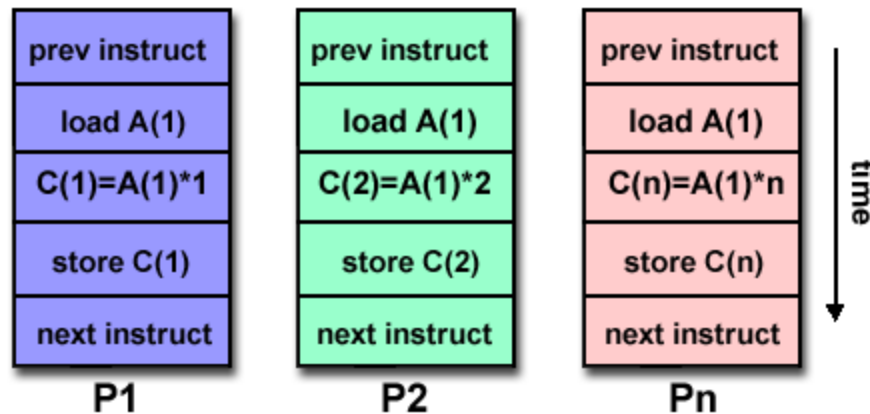 prev instruct
load A(1)
C(1)=A(1)*1
store C(1)
next instruct
P1
prev instruct
load A(1)
C(2)=A(1)*2
store C(2)
next instruct
P2
prev instruct
load A(1)
C(n)=A(1)*n
store C(n)
next instruct
Pn
time